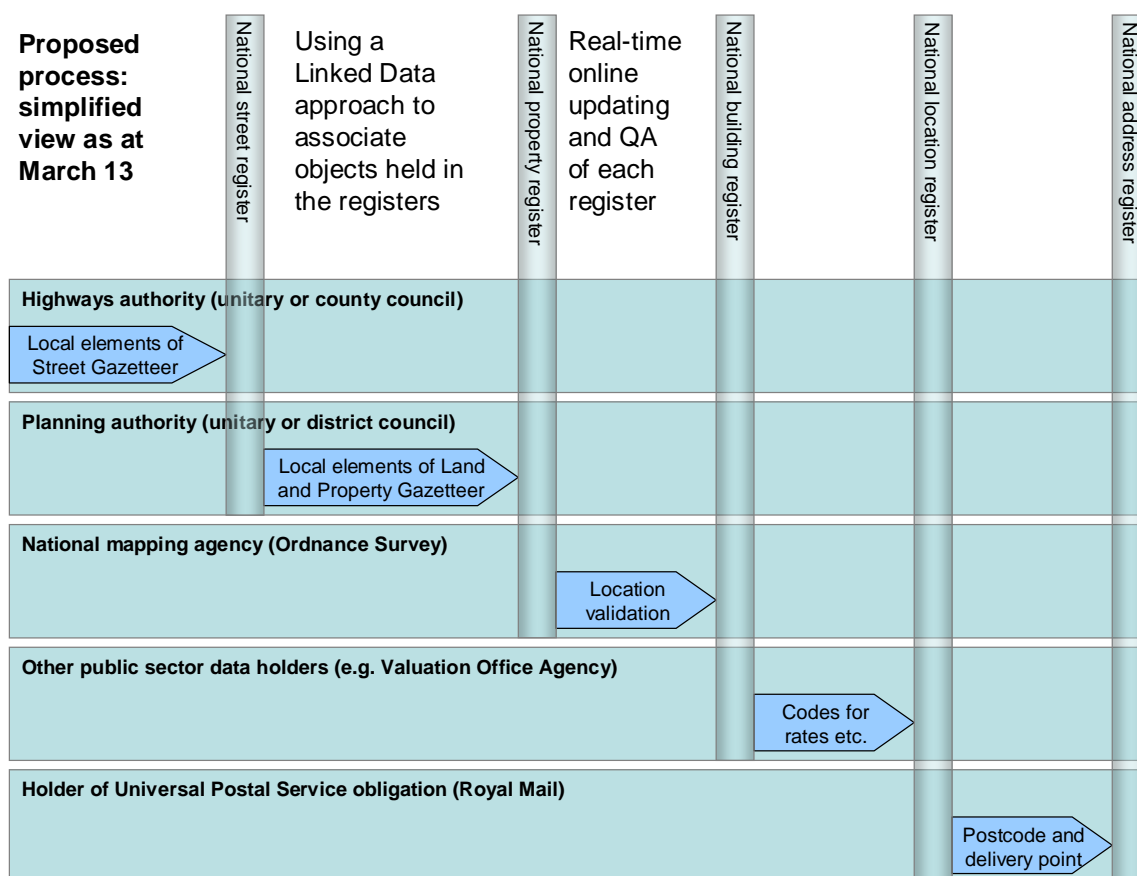 Proposed
process:
simplified
view as at
March 13
National street register
Using a
Linked Data
approach to
associate
objects held in
the registers
National property register
Real-time
online
updating
and QA
of each
register
National building register
National location register
National address register
Highways authority (unitary or county council)
Local elements of
Street Gazetteer
Planning authority (unitary or district council)
Local elements of Land
and Property Gazetteer
National mapping agency (Ordnance Survey)
Location
validation
Other public sector data holders (e.g. Valuation Office Agency)
Codes for
rates etc.
Holder of Universal Postal Service obligation (Royal Mail)
Postcode and
delivery point